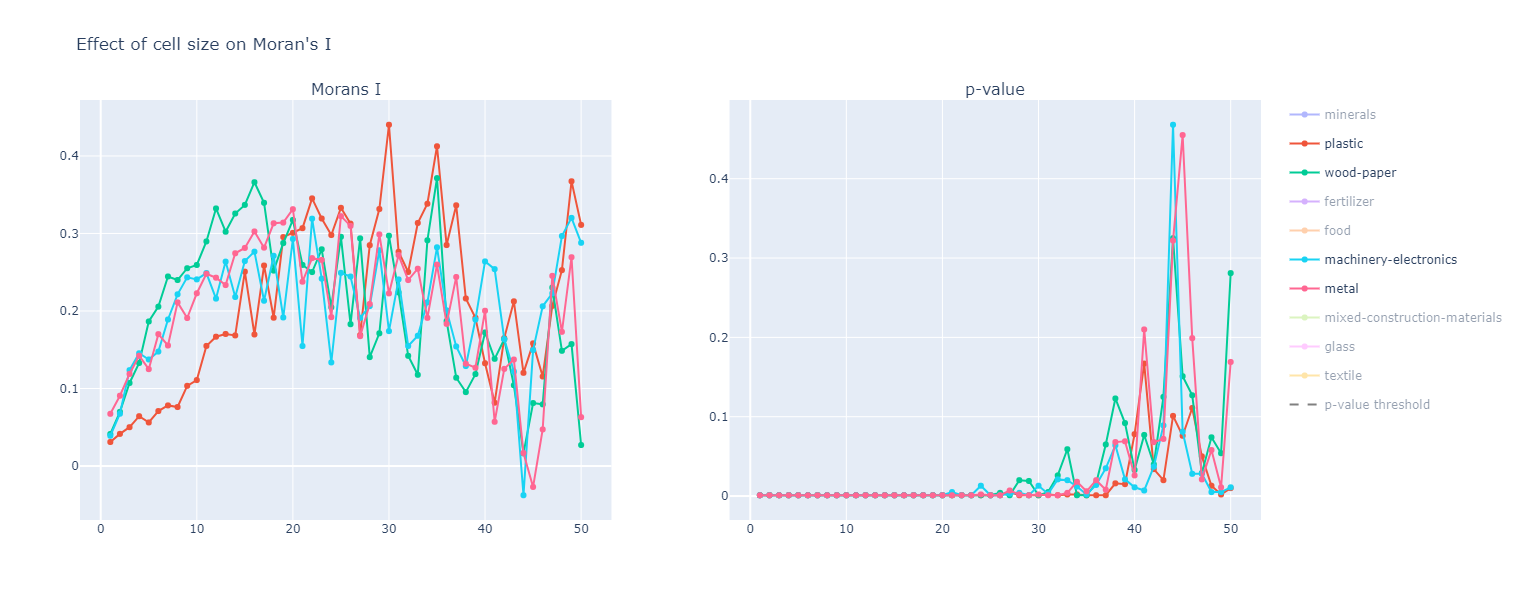 Effect of cell size on Moran's I
Morans I
0.4
0.3
0.2
0.1
0
0 10 20 30 40 50
p-value
0.4
0.3
0.2
0.1
0
0 10 20 30 40 50
minerals
plastic
wood-paper
fertilizer
food
machinery-electronics
metal
mixed-construction-materials
glass
textile
p-value threshold